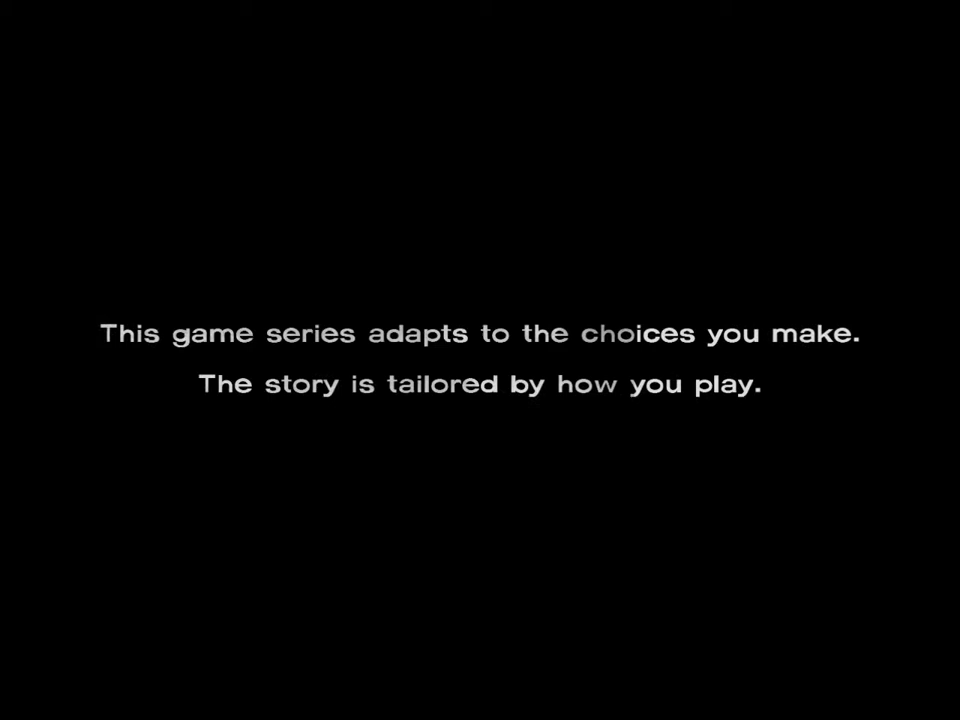 This game series adapts to the choices you make.
The story is tailored by how you play.